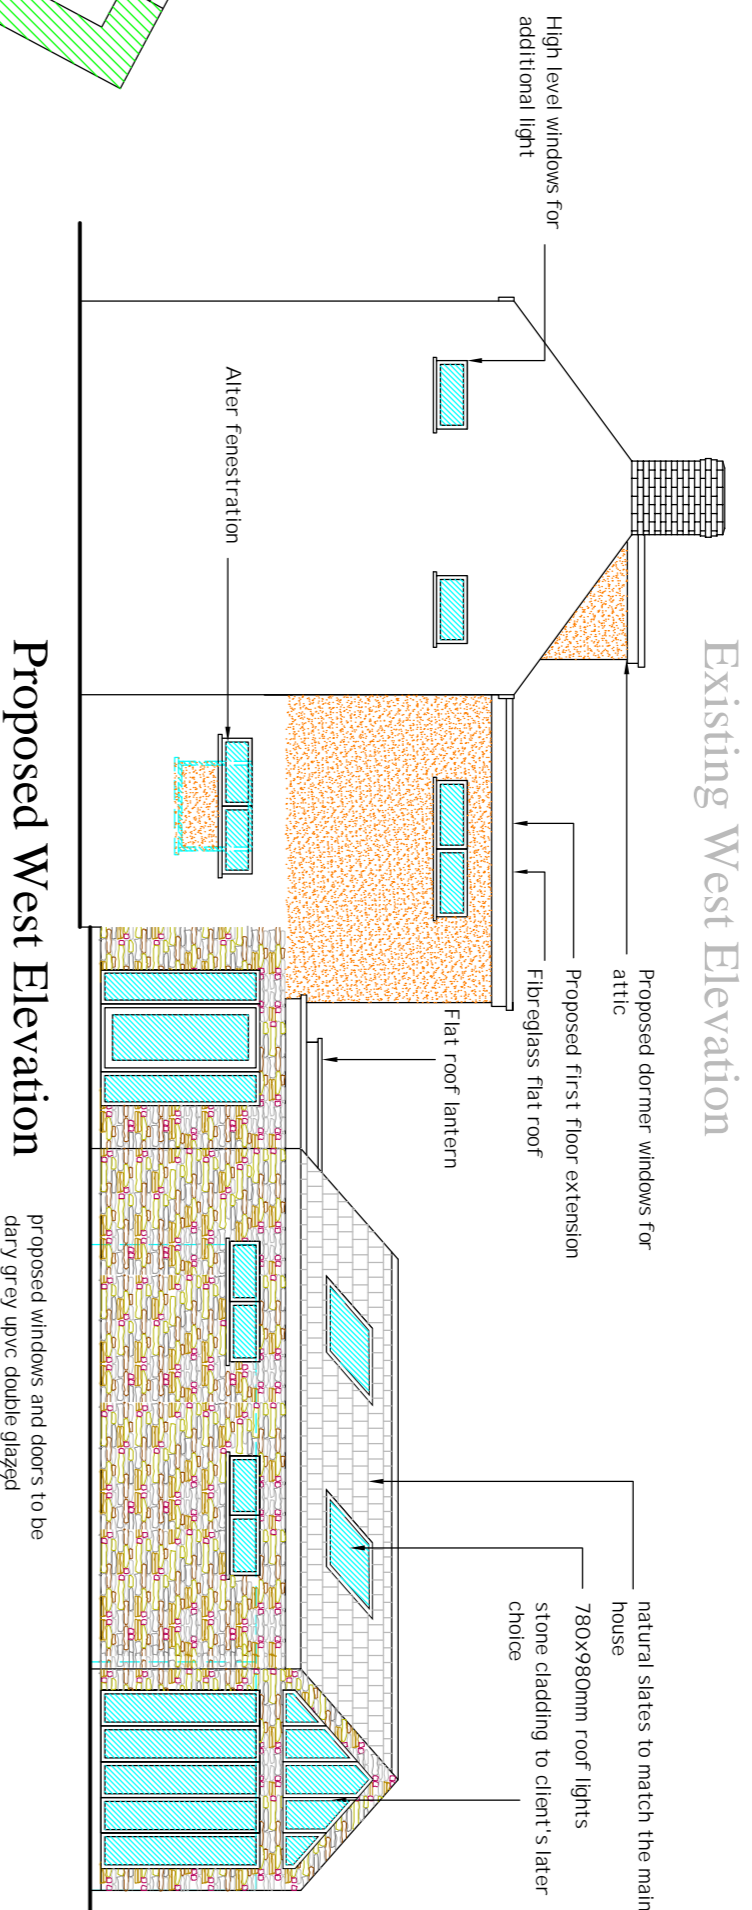 Existing West Elevation
High level windows for
additional light
Alter fenestration
Proposed dormer windows for
attic
Proposed first floor extension
Fibreglass flat roof
Flat roof lantern
natural slates to match the main
house
780x980mm roof lights
stone cladding to client's later
choice
Proposed West Elevation
proposed windows and doors to be
dary grey upvc double glazed